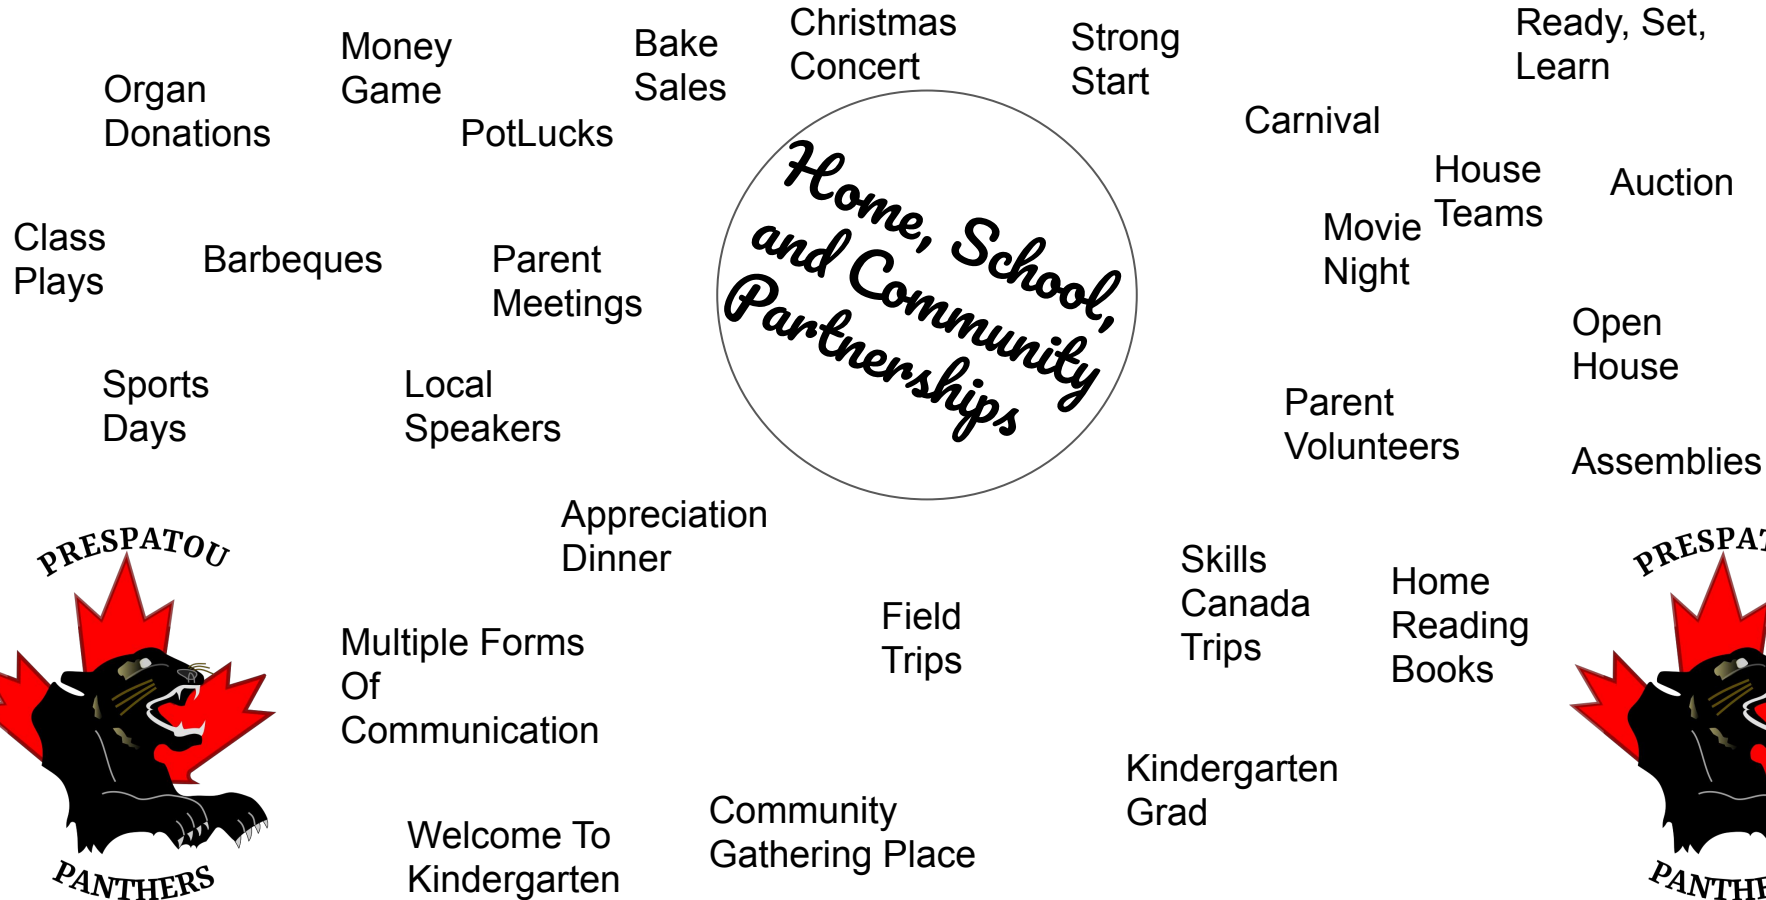 Christmas
Concert
Ready, Set,
Learn
Strong
Start
Bake
Sales
Money
Game
Organ
Donations
PotLucks
Carnival
House
Teams
Auction
Movie
Night
Class
Plays
Barbeques
Parent
Meetings
Home, School,
and Community
Partnerships
Open
House
Sports
Days
Local
Speakers
Parent
Volunteers
Assemblies
Appreciation
Dinner
PRESPATOU
PANTHERS
Multiple Forms
Of
Communication
Field
Trips
Skills
Canada
Trips
Home
Reading
Books
Kindergarten
Grad
Community
Gathering Place
Welcome To
Kindergarten
PRESPAT
PANTHE